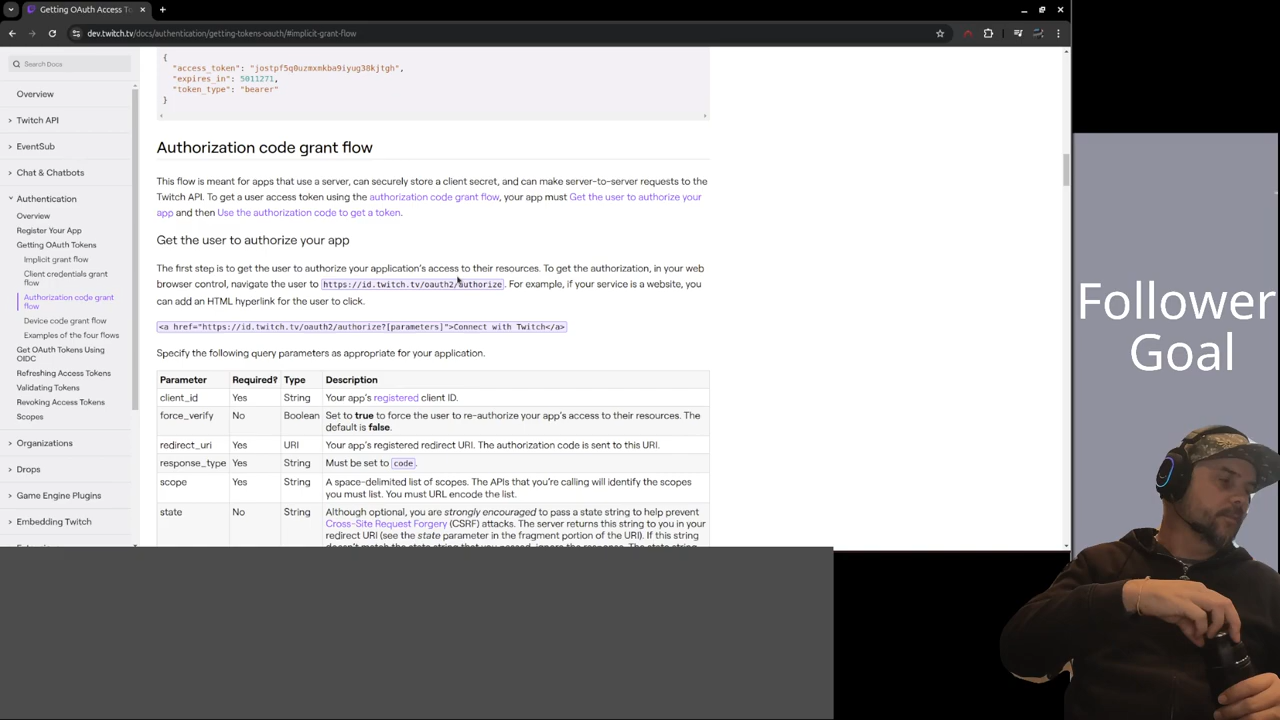 Getting OAuth Access To
dev.twitch.tv/docs/authentication/getting-tokens-oauth/#implicit-grant-flow
Search Docs
Overview
Twitch API
EventSub
Chat & Chatbots
Authentication
Overview
Register Your App
Getting OAuth Tokens
Implicit grant flow
Client credentials grant
flow
Authorization code grant
flow
Device code grant flow
Examples of the four flows
Get OAuth Tokens Using
OIDC
Refreshing Access Tokens
Validating Tokens
Revoking Access Tokens
Scopes
Organizations
Drops
Game Engine Plugins
Embedding Twitch
{
"access_token": "jostpf5q0uzmxmkba9iyug38kjtgh",
"expires_in": 5011271,
"token_type": "bearer"
}
Authorization code grant flow
This flow is meant for apps that use a server, can securely store a client secret, and can make server-to-server requests to the
Twitch API. To get a user access token using the authorization code grant flow, your app must Get the user to authorize your
app and then Use the authorization code to get a token.
Get the user to authorize your app
The first step is to get the user to authorize your application's access to their resources. To get the authorization, in your web
browser control, navigate the user to https://id.twitch.tv/oauth2/authorize. For example, if your service is a website, you
can add an HTML hyperlink for the user to click.
<a href="https://id.twitch.tv/oauth2/authorize?[parameters]">Connect with Twitch</a>
Specify the following query parameters as appropriate for your application.
Parameter Required? Type Description
client_id Yes String Your app's registered client ID.
force_verify No Boolean Set to true to force the user to re-authorize your app's access to their resources. The
default is false.
redirect_uri Yes URI Your app's registered redirect URI. The authorization code is sent to this URI.
response_type Yes String Must be set to code.
scope Yes String A space-delimited list of scopes. The APIs that you're calling will identify the scopes
you must list. You must URL encode the list.
state No String Although optional, you are strongly encouraged to pass a state string to help prevent
Cross-Site Request Forgery (CSRF) attacks. The server returns this string to you in your
redirect URI (see the state parameter in the fragment portion of the URI). If this string
doesn't match the state string that you passed, ignore the response. The state string
Follower
Goal